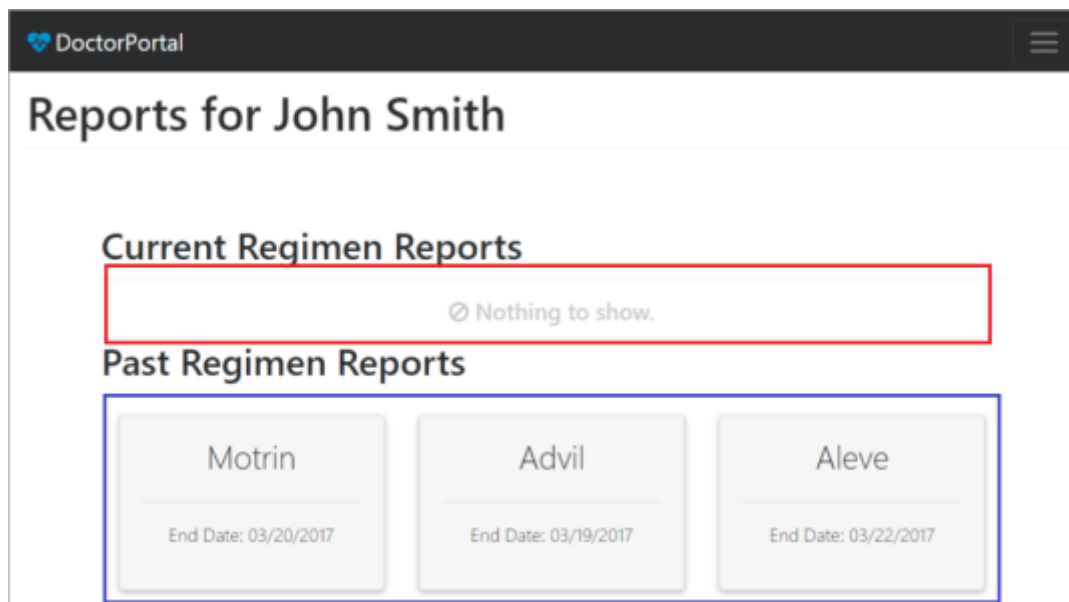 DoctorPortal
Reports for John Smith
Current Regimen Reports
Nothing to show.
Past Regimen Reports
Motrin Advil Aleve
End Date: 03/20/2017 End Date: 03/19/2017 End Date: 03/22/2017